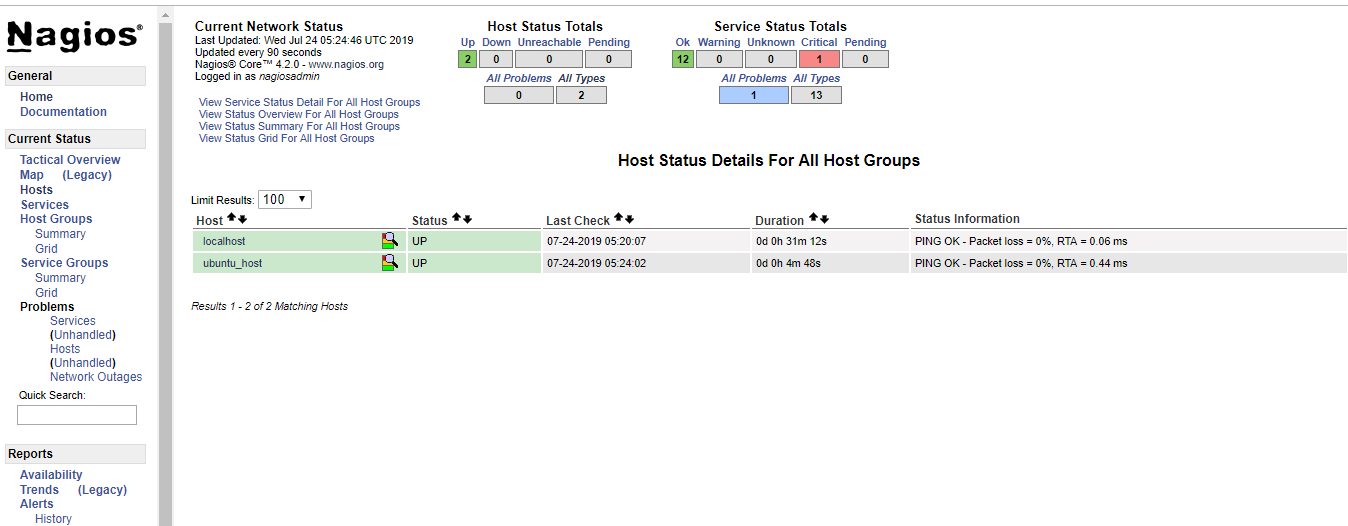 Nagios®
General
Home
Documentation
Current Status
Tactical Overview
Map (Legacy)
Hosts
Services
Host Groups
Summary
Grid
Service Groups
Summary
Grid
Problems
Services
(Unhandled)
Hosts
(Unhandled)
Network Outages
Quick Search:
Reports
Availability
Trends (Legacy)
Alerts
History
Current Network Status
Last Updated: Wed Jul 24 05:24:46 UTC 2019
Updated every 90 seconds
Nagios® Core™ 4.2.0 - www.nagios.org
Logged in as nagiosadmin
View Service Status Detail For All Host Groups
View Status Overview For All Host Groups
View Status Summary For All Host Groups
View Status Grid For All Host Groups
Host Status Totals
Up Down Unreachable Pending
2 0 0 0
All Problems All Types
0 2
Service Status Totals
Ok Warning Unknown Critical Pending
12 0 0 1 0
All Problems All Types
1 13
Host Status Details For All Host Groups
Limit Results: 100
Host Status Last Check Duration Status Information
localhost UP 07-24-2019 05:20:07 0d 0h 31m 12s PING OK - Packet loss = 0%, RTA = 0.06 ms
ubuntu_host UP 07-24-2019 05:24:02 0d 0h 4m 48s PING OK - Packet loss = 0%, RTA = 0.44 ms
Results 1 - 2 of 2 Matching Hosts